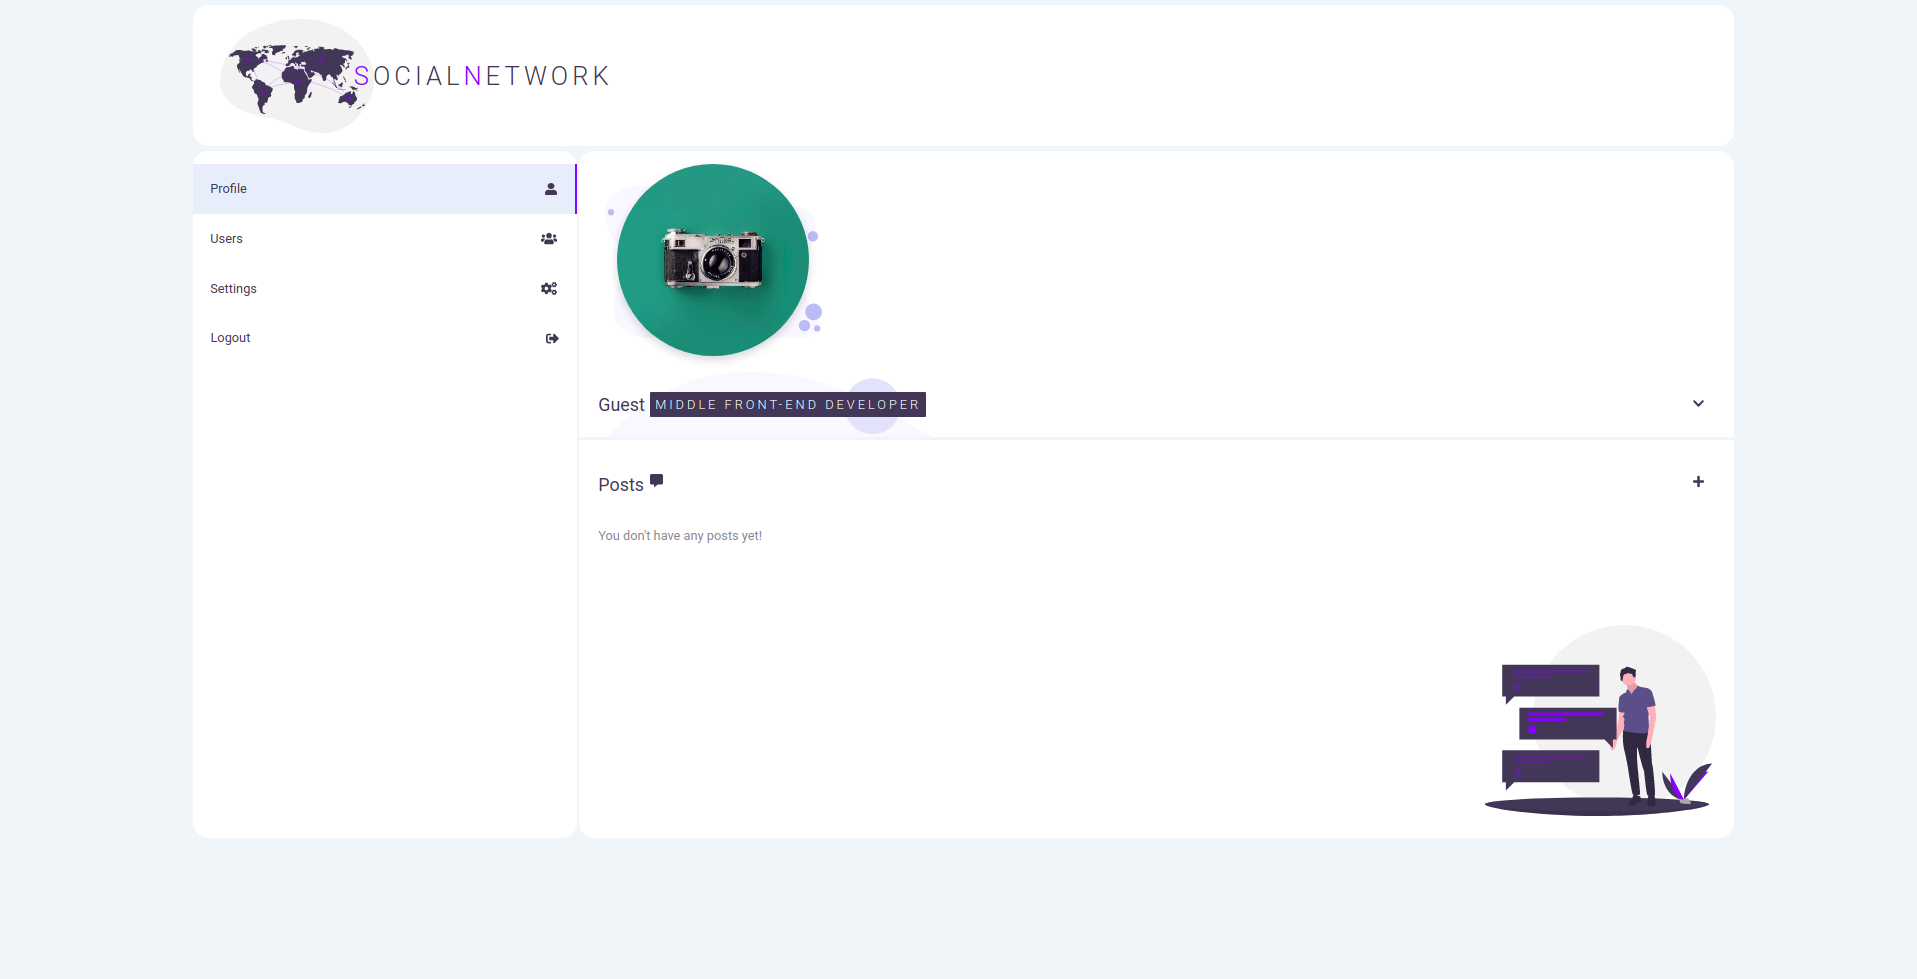 SOCIALNETWORK
Profile
Users
Settings
Logout
Guest MIDDLE FRONT-END DEVELOPER
Posts
You don't have any posts yet!